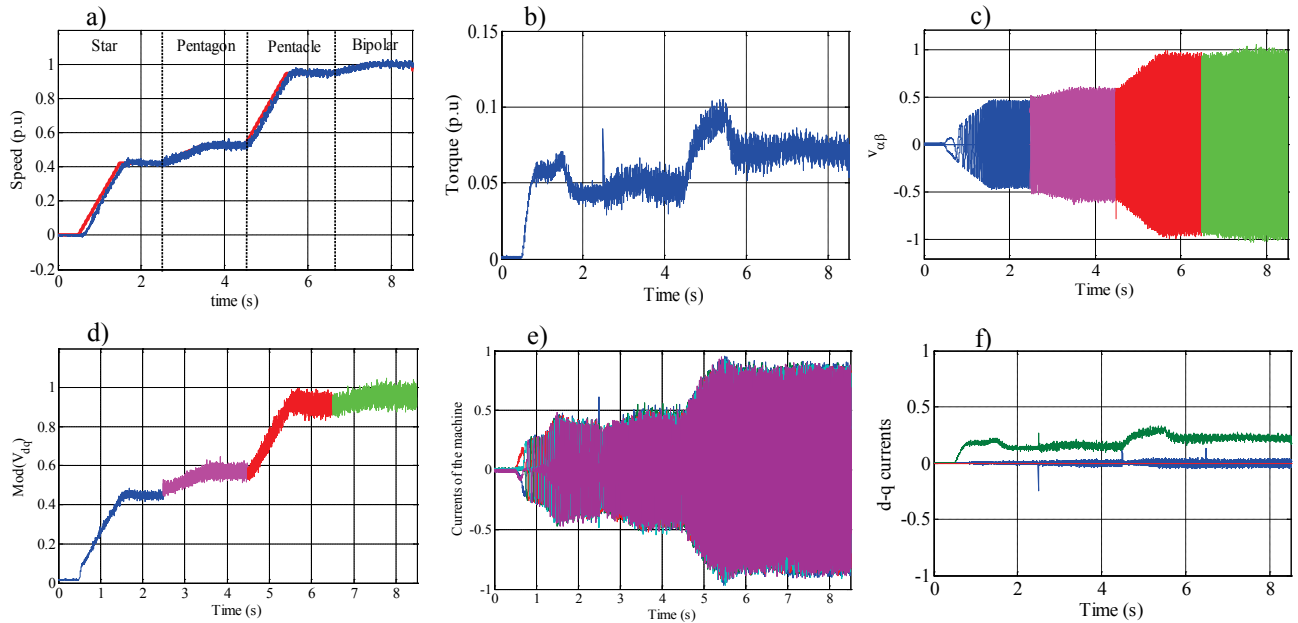 a)
Star Pentagon Pentacle Bipolar
Speed (p.u)
1
0.8
0.6
0.4
0.2
0
-0.2
0 2 4 6 8
time (s)
b)
Torque (p.u)
0.15
0.1
0.05
0
0 2 4 6 8
Time (s)
c)
vαβ
1
0.5
0
-0.5
-1
0 2 4 6 8
Time (s)
d)
Mod(Vdq)
1
0.8
0.6
0.4
0.2
0
0 1 2 3 4 5 6 7 8
Time (s)
e)
Currents of the machine
1
0.5
0
-0.5
-1
0 1 2 3 4 5 6 7 8
Time (s)
f)
d-q currents
1
0.5
0
-0.5
-1
0 2 4 6 8
Time (s)